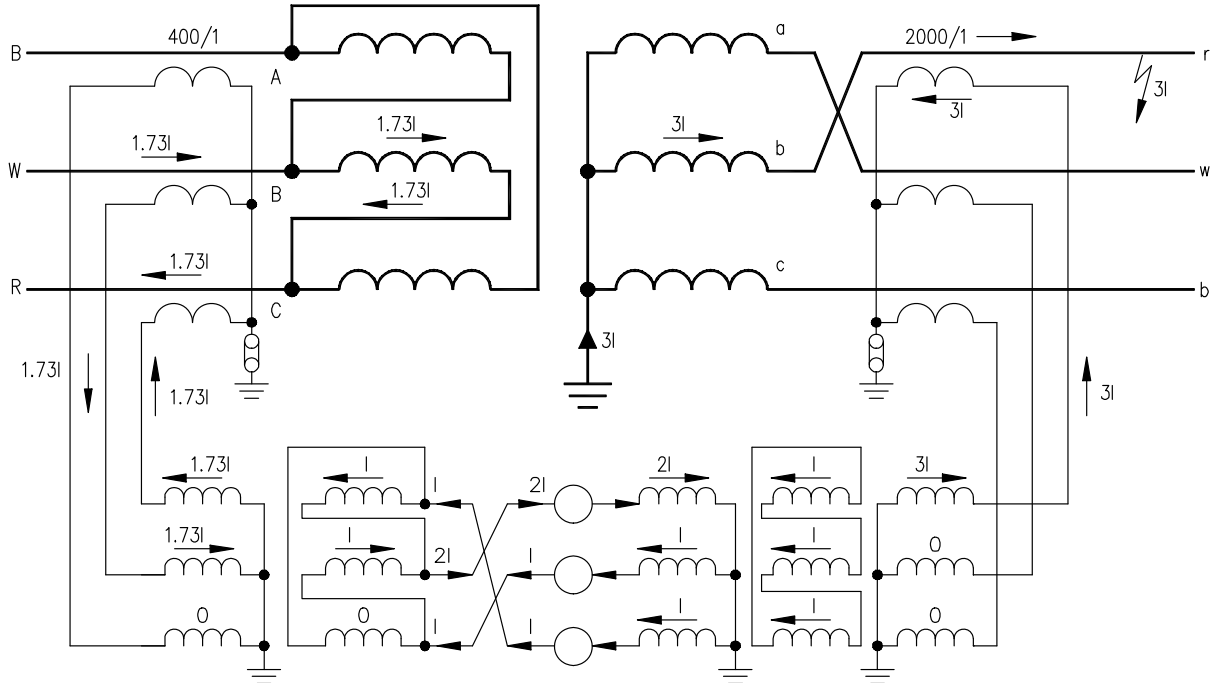 B 400/1 A a 2000/1 r
3I 3I
W 1.73I B 1.73I 3I b w
1.73I
R 1.73I C c b
3I
1.73I 1.73I 3I
1.73I I I 2I 2I I 3I
1.73I I 2I I I I 0
0 0 I I I I 0